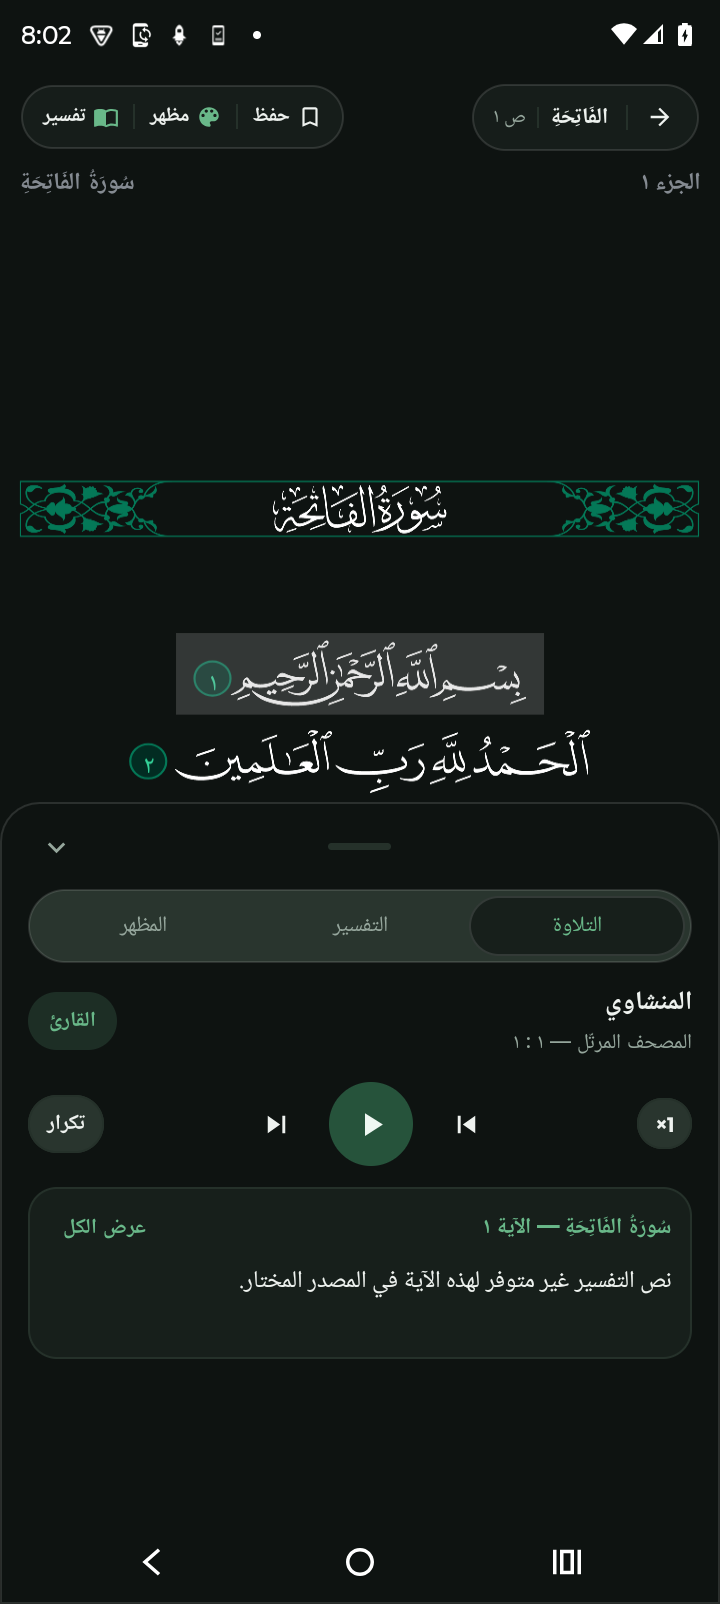 8:02
الفَاتِحَةِ ص ١
حفظ مظهر تفسير
الجزء ١
سُورَةُ الفَاتِحَةِ
سُورَةُ الفَاتِحَةِ
بِسْمِ ٱللَّهِ ٱلرَّحْمَٰنِ ٱلرَّحِيمِ ١
ٱلْحَمْدُ لِلَّهِ رَبِّ ٱلْعَٰلَمِينَ ٢
التلاوة التفسير المظهر
المنشاوي
المصحف المرتّل — ١ : ١
القارئ
×1
تكرار
سُورَةُ الفَاتِحَةِ — الآية ١
عرض الكل
نص التفسير غير متوفر لهذه الآية في المصدر المختار.